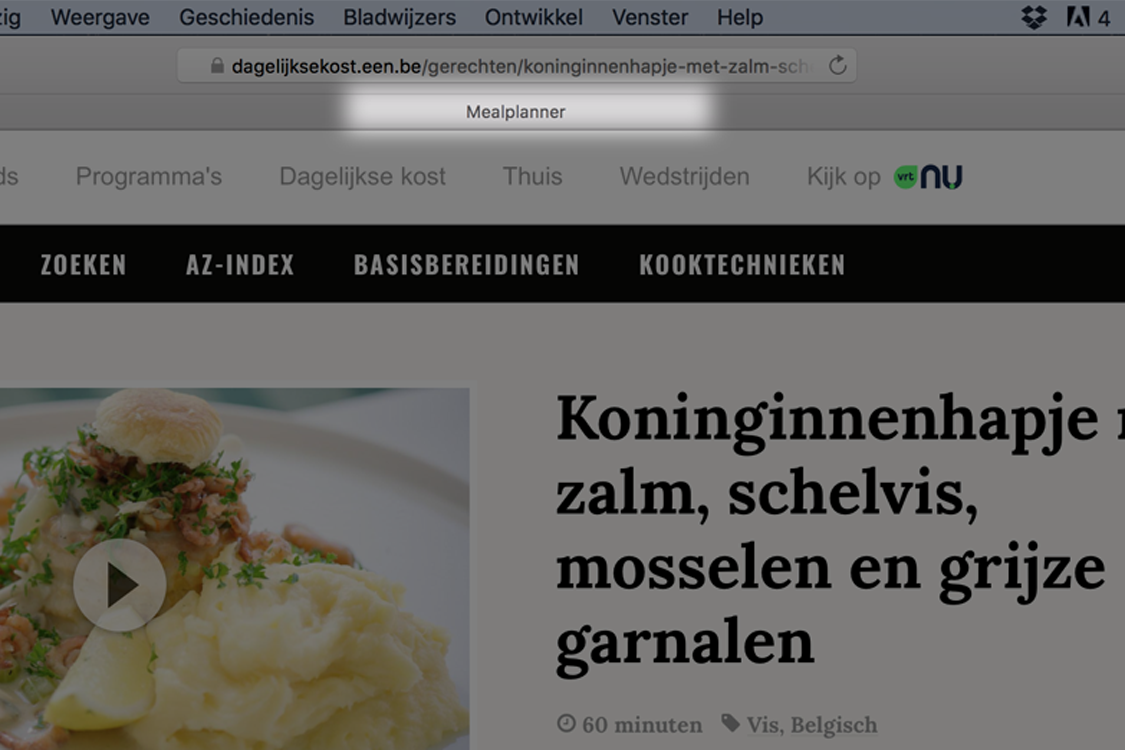 ig Weergave Geschiedenis Bladwijzers Ontwikkel Venster Help 4
dagelijksekost.een.be/gerechten/koninginnenhapje-met-zalm-sch
Mealplanner
ds Programma's Dagelijkse kost Thuis Wedstrijden Kijk op vrt nu
ZOEKEN AZ-INDEX BASISBEREIDINGEN KOOKTECHNIEKEN
Koninginnenhapje
zalm, schelvis,
mosselen en grijze
garnalen
60 minuten Vis, Belgisch